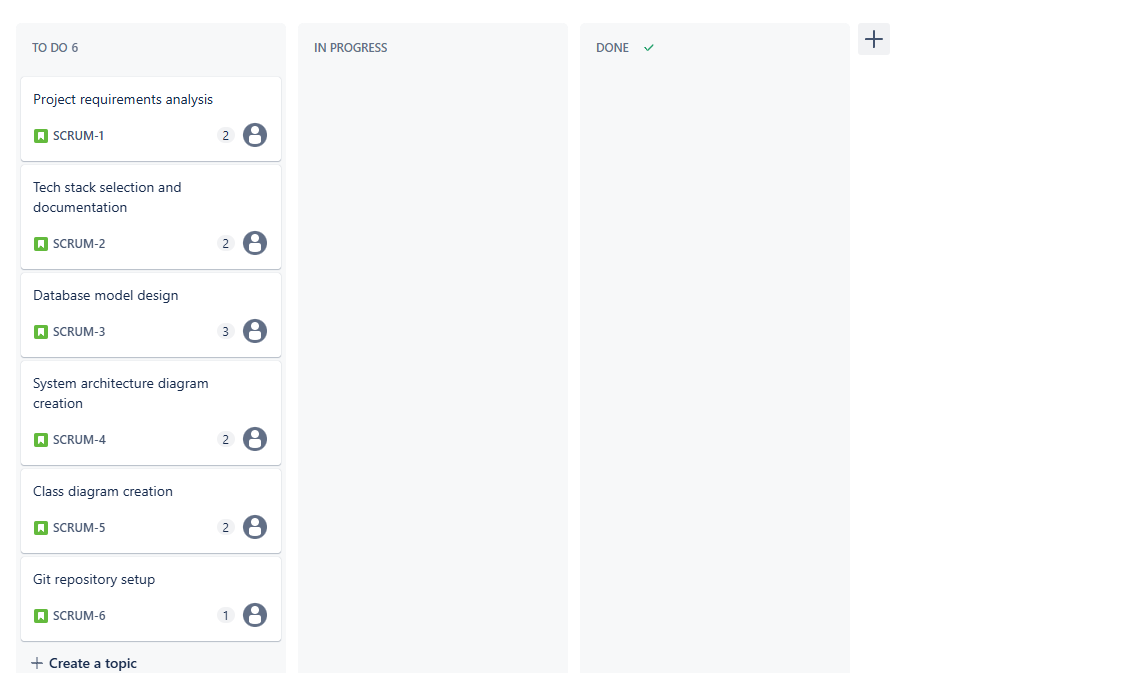 TO DO 6
Project requirements analysis
SCRUM-1 2
Tech stack selection and
documentation
SCRUM-2 2
Database model design
SCRUM-3 3
System architecture diagram
creation
SCRUM-4 2
Class diagram creation
SCRUM-5 2
Git repository setup
SCRUM-6 1
+ Create a topic
IN PROGRESS
DONE ✓
+